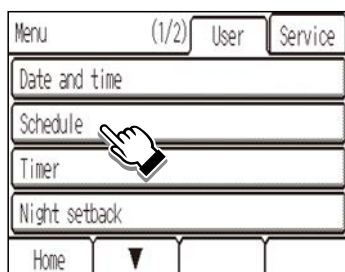 Menu (1/2) User Service
Date and time
Schedule
Timer
Night setback
Home ▼